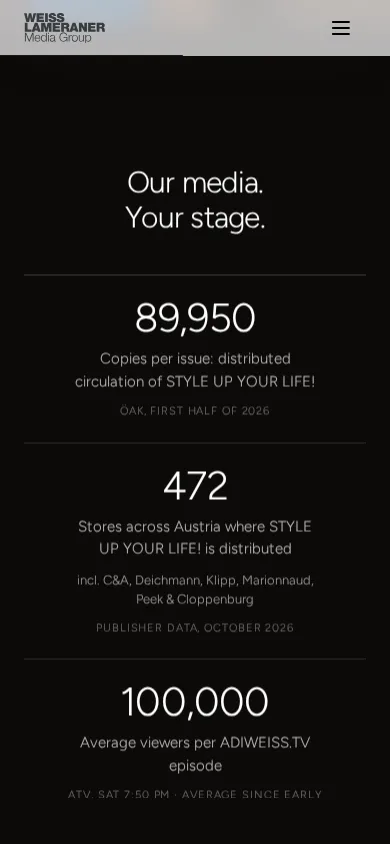 WEISS
LAMERANER
Media Group
Our media.
Your stage.
89,950
Copies per issue: distributed
circulation of STYLE UP YOUR LIFE!
ÖAK, FIRST HALF OF 2026
472
Stores across Austria where STYLE
UP YOUR LIFE! is distributed
incl. C&A, Deichmann, Klipp, Marionnaud,
Peek & Cloppenburg
PUBLISHER DATA, OCTOBER 2026
100,000
Average viewers per ADIWEISS.TV
episode
ATV, SAT 7:50 PM · AVERAGE SINCE EARLY